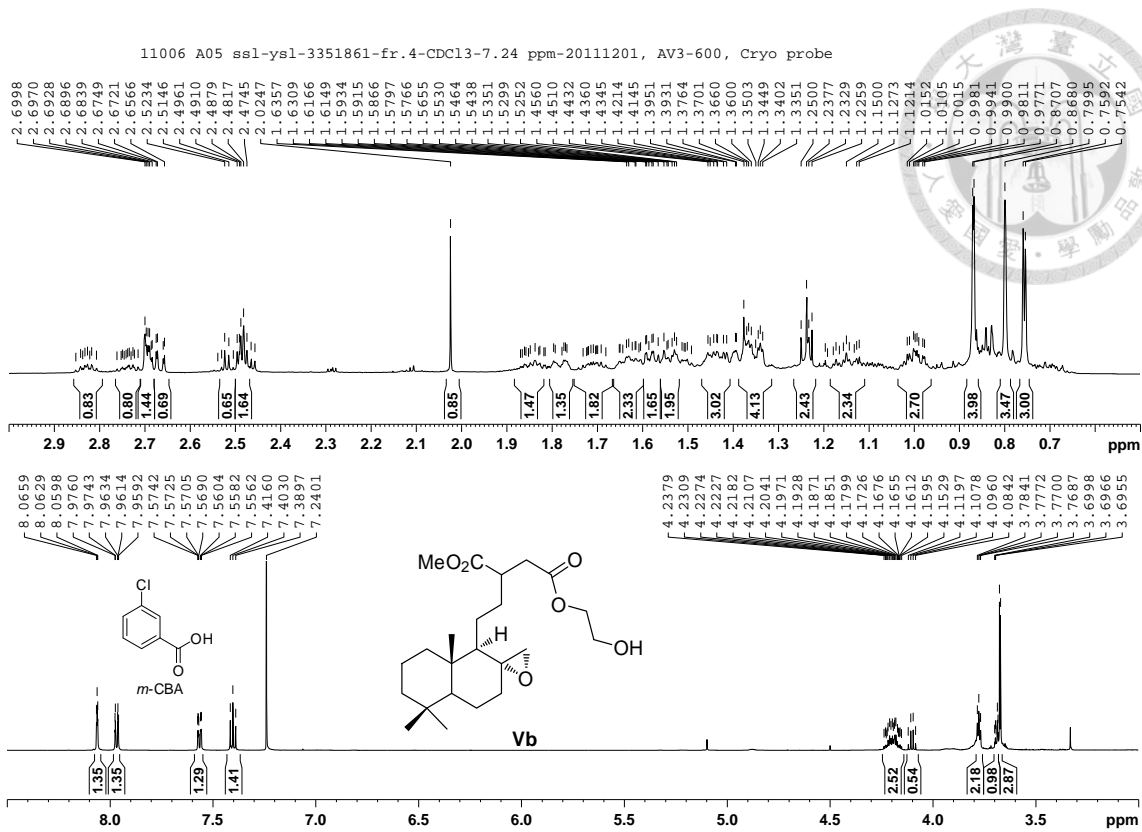 11006 A05 ssl-ysl-3351861-fr.4-CDCl3-7.24 ppm-20111201, AV3-600, Cryo probe
大 灣 臺 立
2.6998 2.6970 2.6928 2.6896 2.6839 2.6749 2.6721 2.6566 2.5234 2.5146 2.4961 2.4910 2.4879 2.4817 2.4745 2.0247 1.6357 1.6309 1.6166 1.6149 1.5934 1.5915 1.5866 1.5797 1.5766 1.5655 1.5530 1.5464 1.5438 1.5351 1.5299 1.5252 1.4560 1.4510 1.4432 1.4360 1.4345 1.4214 1.4145 1.3951 1.3931 1.3764 1.3701 1.3660 1.3600 1.3503 1.3449 1.3402 1.3351 1.2500 1.2377 1.2329 1.2259 1.1500 1.1273 1.1214 1.0158 1.0105 1.0015 0.9981 0.9941 0.9901 0.9811 0.9771 0.8707 0.8680 0.7995 0.7596 0.7542
人 愛 國 愛 · 學 勵 品
0.83 0.80 1.44 0.69 0.65 1.64 0.85 1.47 1.35 1.82 2.33 1.65 1.95 3.02 4.13 2.43 2.34 2.70 3.98 3.47 3.00
2.9 2.8 2.7 2.6 2.5 2.4 2.3 2.2 2.1 2.0 1.9 1.8 1.7 1.6 1.5 1.4 1.3 1.2 1.1 1.0 0.9 0.8 0.7 ppm
8.0659 8.0629 8.0598 7.9760 7.9743 7.9634 7.9614 7.9592 7.5742 7.5725 7.5705 7.5690 7.5604 7.5582 7.5562 7.4160 7.4030 7.3897 7.2401
4.2379 4.2309 4.2274 4.2227 4.2182 4.2107 4.2041 4.1971 4.1928 4.1871 4.1851 4.1799 4.1726 4.1676 4.1655 4.1612 4.1595 4.1529 4.1197 4.1078 4.0960 4.0842 3.7841 3.7772 3.7700 3.7687 3.6998 3.6966 3.6955
Cl
OH
O
m-CBA
MeO₂C
O
O
OH
H
O
Vb
1.35 1.35 1.29 1.41 2.52 0.54 2.18 0.98 2.87
8.0 7.5 7.0 6.5 6.0 5.5 5.0 4.5 4.0 3.5 ppm